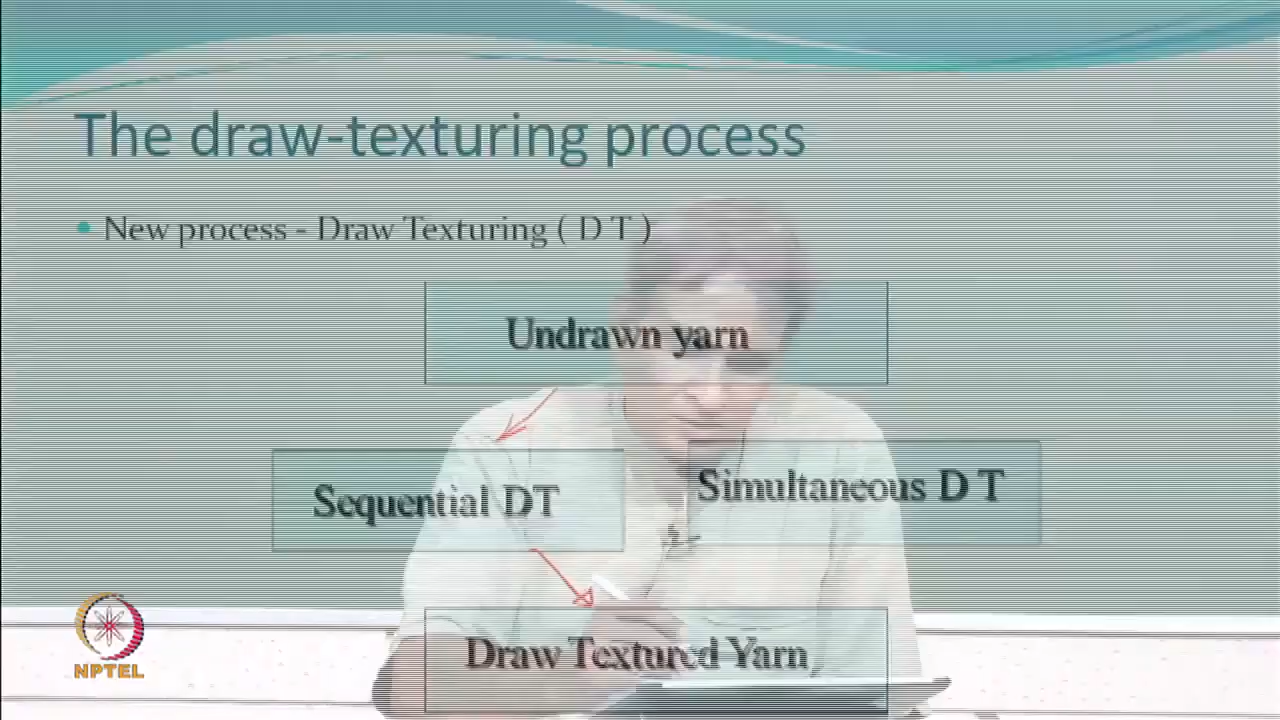 The draw-texturing process
New process - Draw Texturing ( D T )
Undrawn yarn
Sequential DT
Simultaneous D T
Draw Textured Yarn
NPTEL